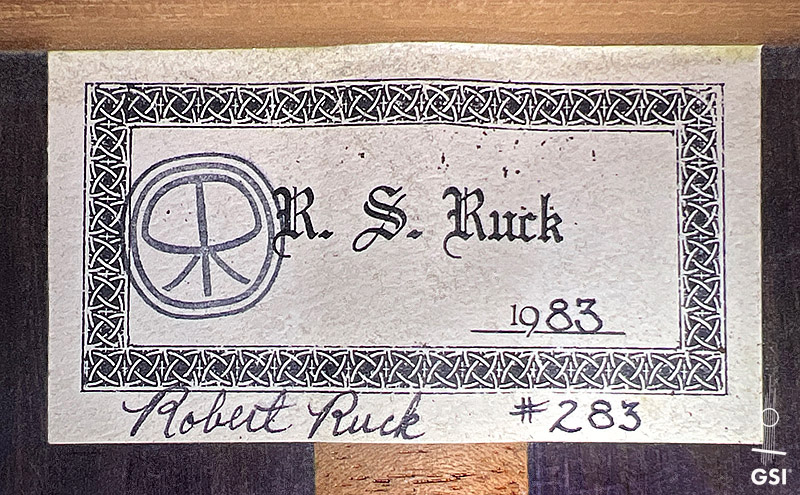 R. S. Ruck
1983
Robert Ruck #283
GSI